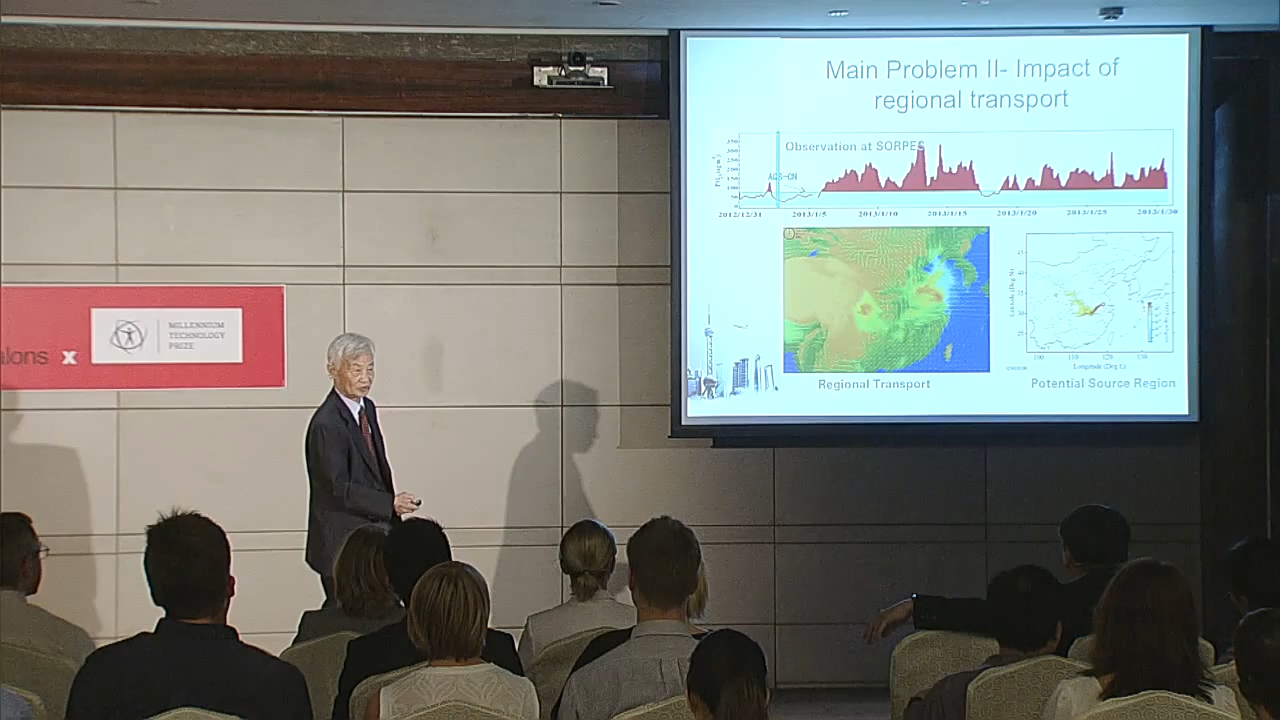 Main Problem II- Impact of
regional transport
Observation at SORPES
2012/12/31
2013/1/5
2013/1/10
2013/1/15
2013/1/20
2013/1/25
2013/1/30
Regional Transport
Longitude (Deg E)
Potential Source Region
alons x
MILLENNIUM
TECHNOLOGY
PRIZE